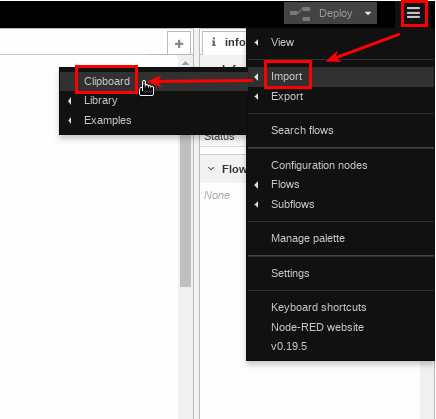 Deploy
info
View
Clipboard
Import
Library
Export
Examples
Search flows
Status
Configuration nodes
Flow
Flows
None
Subflows
Manage palette
Settings
Keyboard shortcuts
Node-RED website
v0.19.5